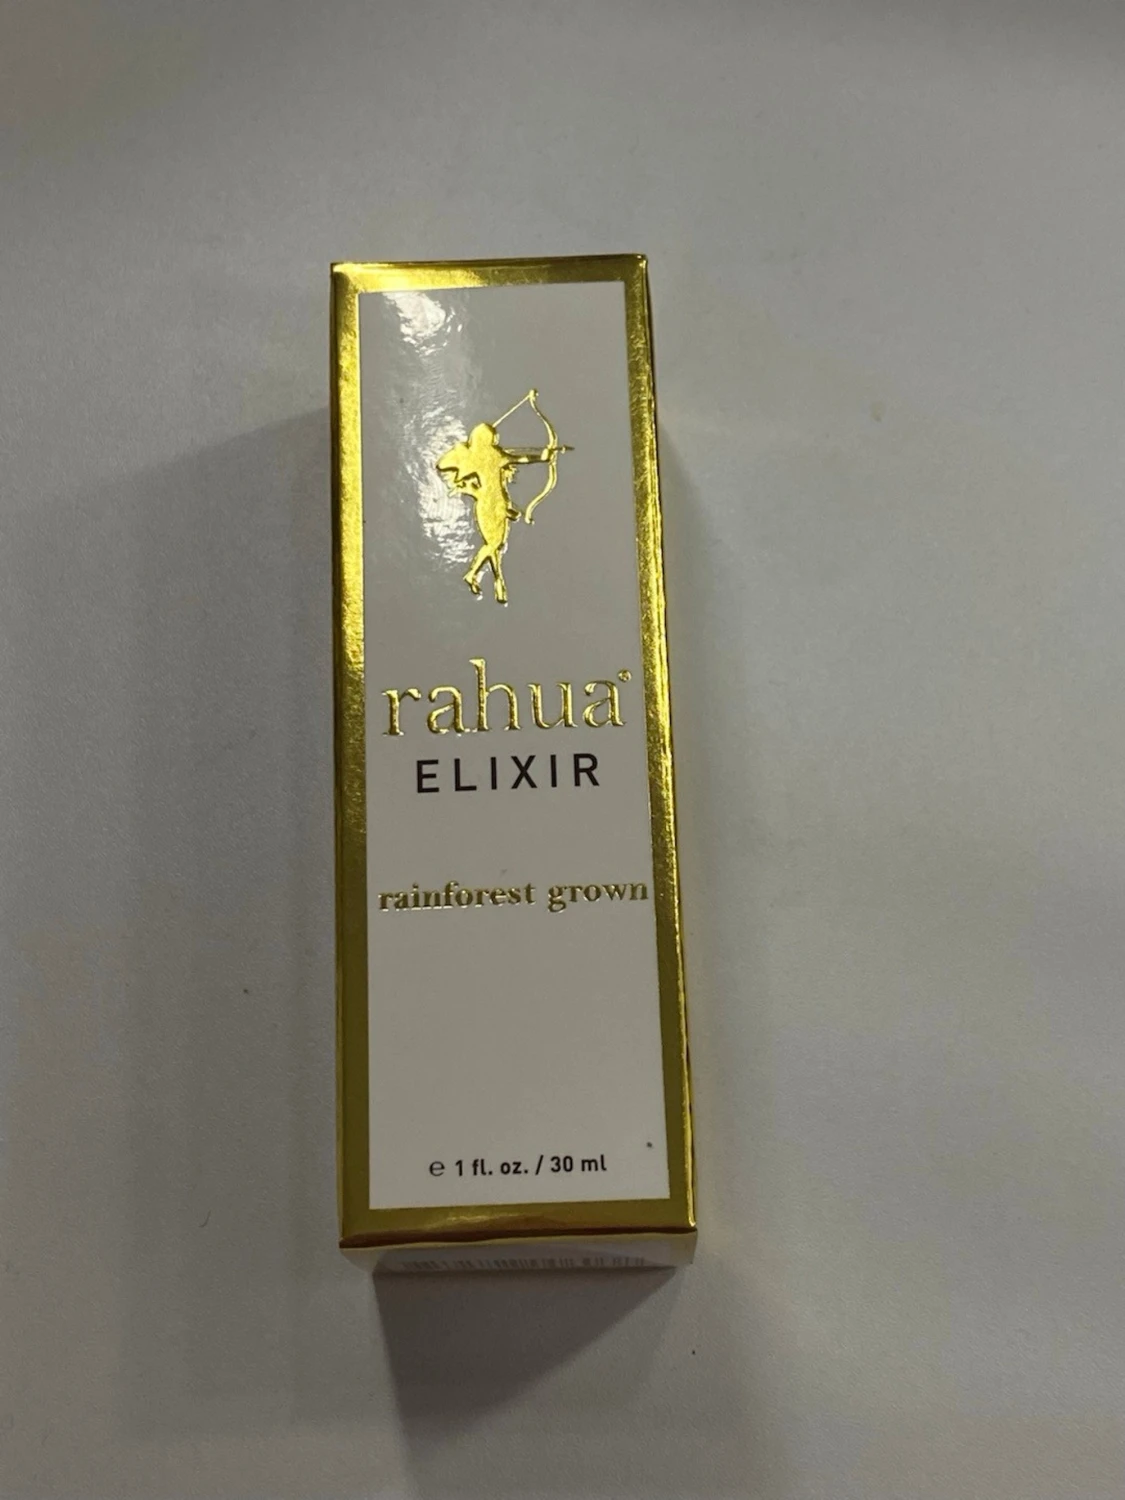 rahua®
ELIXIR
rainforest grown
℮ 1 fl. oz. / 30 ml